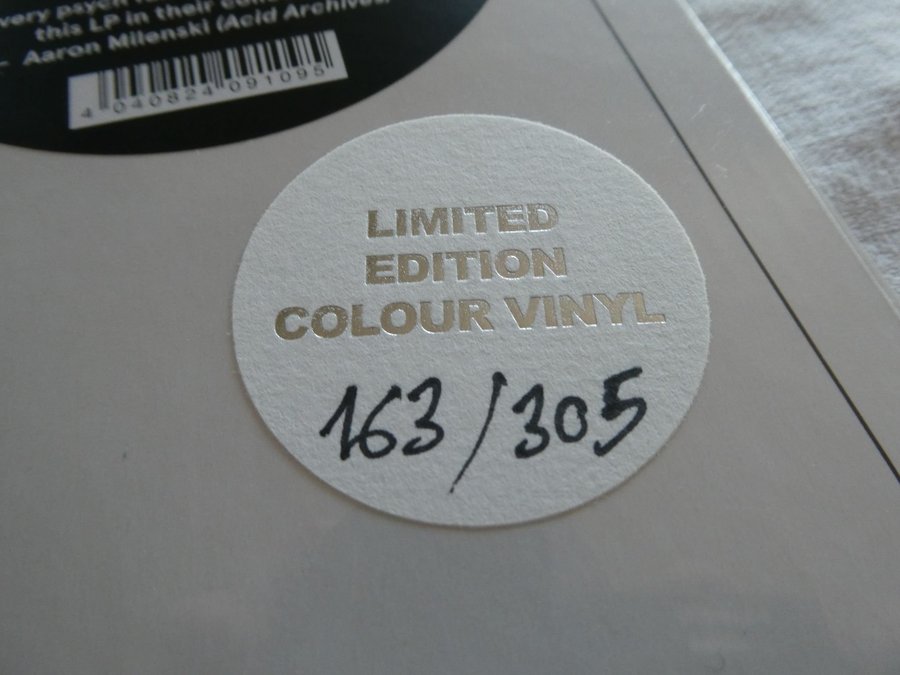 very psych
this LP in their
- Aaron Milenski (Acid Archives)
4 040824 091095
LIMITED
EDITION
COLOUR VINYL
163/305